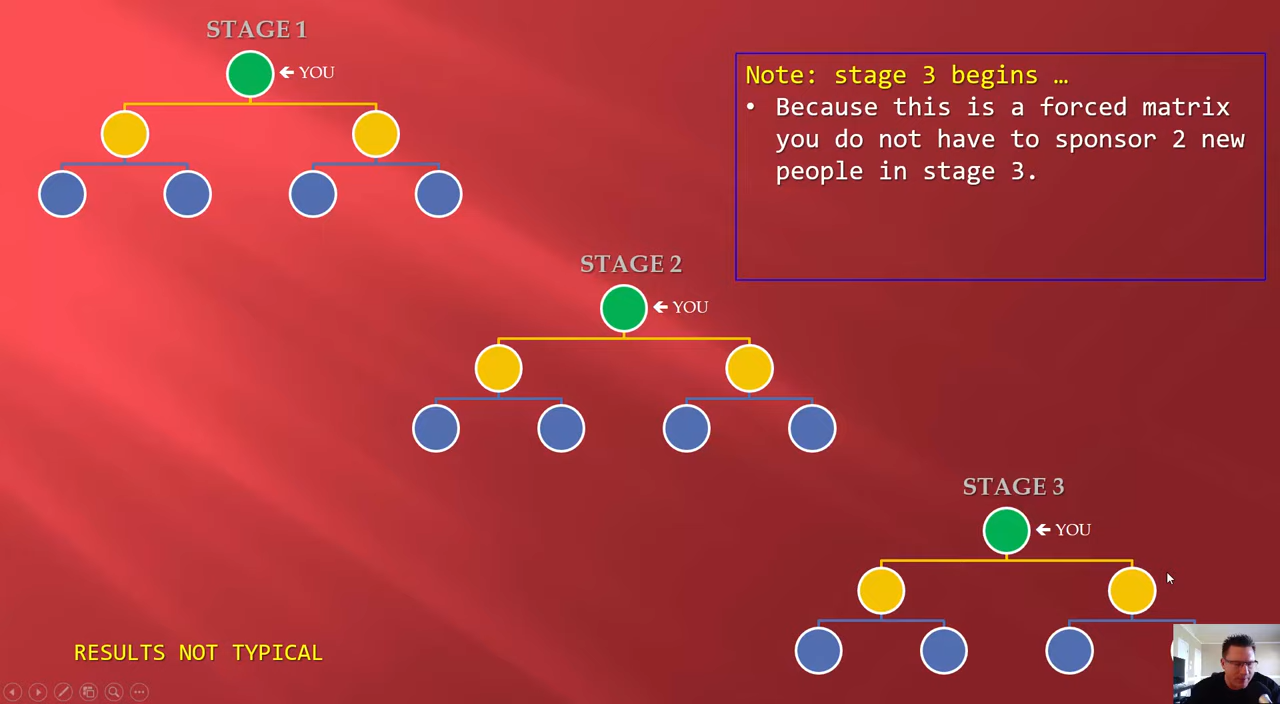 STAGE 1
← YOU
Note: stage 3 begins …
• Because this is a forced matrix
you do not have to sponsor 2 new
people in stage 3.
STAGE 2
← YOU
STAGE 3
← YOU
RESULTS NOT TYPICAL